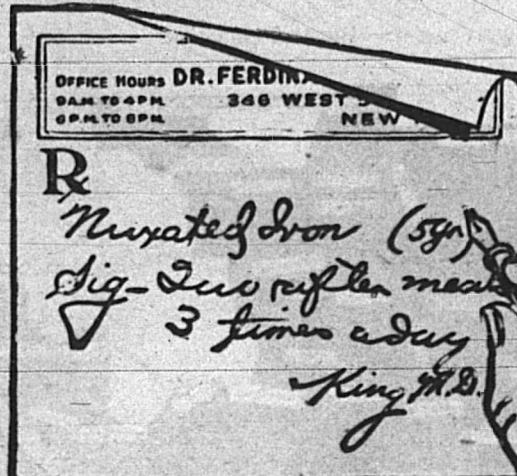 OFFICE HOURS DR. FERDIN
9 A.M. TO 4 P.M. 346 WEST
6 P.M. TO 8 P.M. NEW
Rx
Nuxated Iron (5gr)
Sig- Two after meals
3 times a day
King M.D.